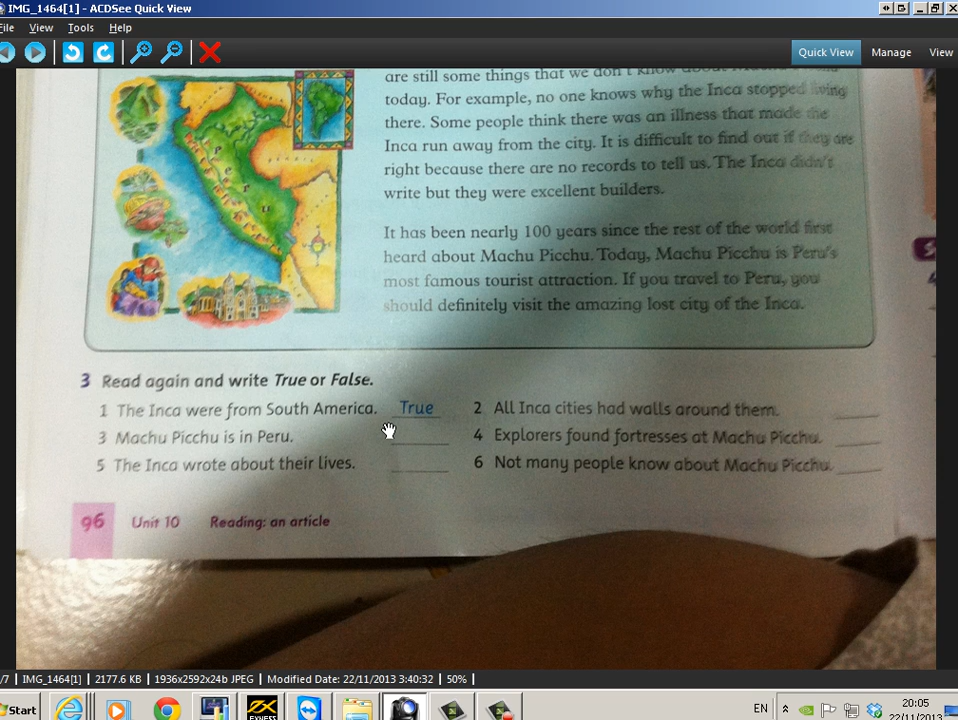 IMG_1464[1] - ACDSee Quick View
File View Tools Help
Quick View Manage View
are still some things that we don't know about
today. For example, no one knows why the Inca stopped living
there. Some people think there was an illness that made the
Inca run away from the city. It is difficult to find out if they are
right because there are no records to tell us. The Inca didn't
write but they were excellent builders.
It has been nearly 100 years since the rest of the world first
heard about Machu Picchu. Today, Machu Picchu is Peru's
most famous tourist attraction. If you travel to Peru, you
should definitely visit the amazing lost city of the Inca.
3 Read again and write True or False.
1 The Inca were from South America. True
2 All Inca cities had walls around them.
3 Machu Picchu is in Peru.
4 Explorers found fortresses at Machu Picchu.
5 The Inca wrote about their lives.
6 Not many people know about Machu Picchu.
96 Unit 10 Reading: an article
/7 IMG_1464[1] 2177.6 KB 1936x2592x24b JPEG Modified Date: 22/11/2013 3:40:32 50%
Start EXNESS EN 20:05
22/11/2013